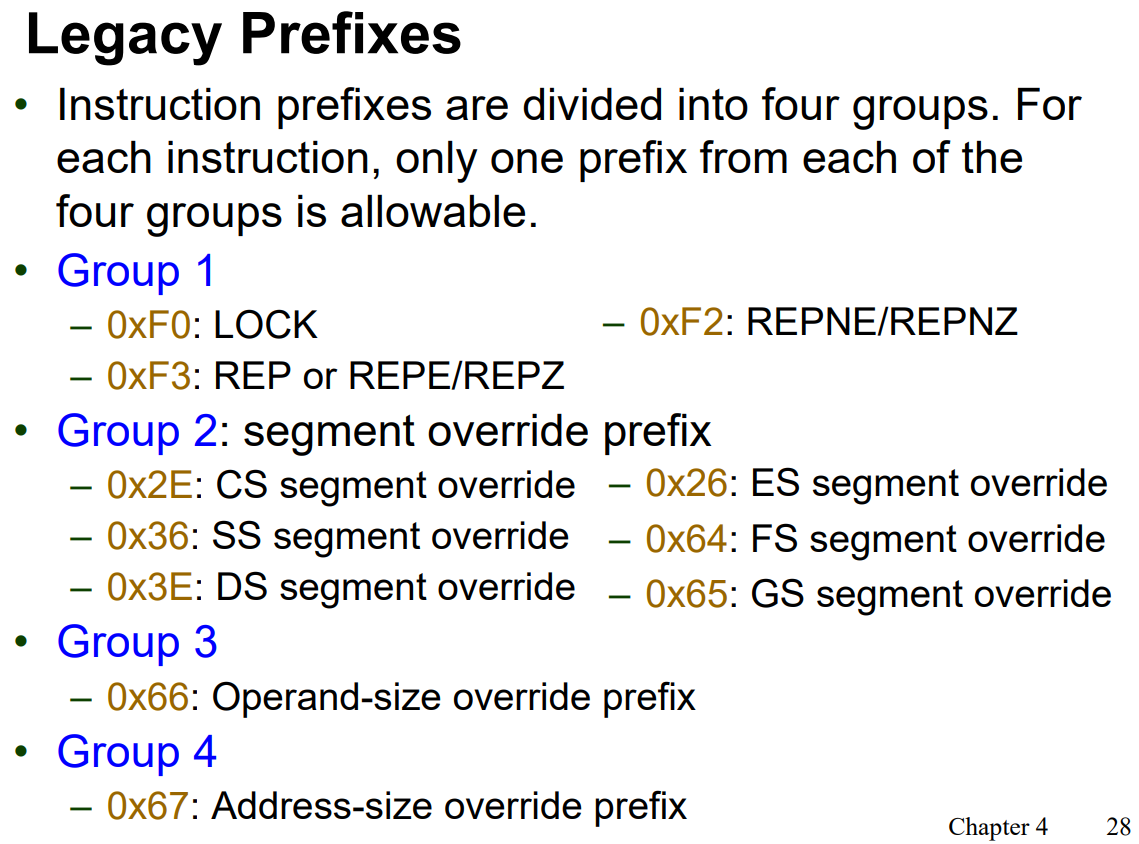 Legacy Prefixes
• Instruction prefixes are divided into four groups. For
each instruction, only one prefix from each of the
four groups is allowable.
• Group 1
– 0xF0: LOCK
– 0xF2: REPNE/REPNZ
– 0xF3: REP or REPE/REPZ
• Group 2: segment override prefix
– 0x2E: CS segment override
– 0x36: SS segment override
– 0x3E: DS segment override
– 0x26: ES segment override
– 0x64: FS segment override
– 0x65: GS segment override
• Group 3
– 0x66: Operand-size override prefix
• Group 4
– 0x67: Address-size override prefix
Chapter 4 28